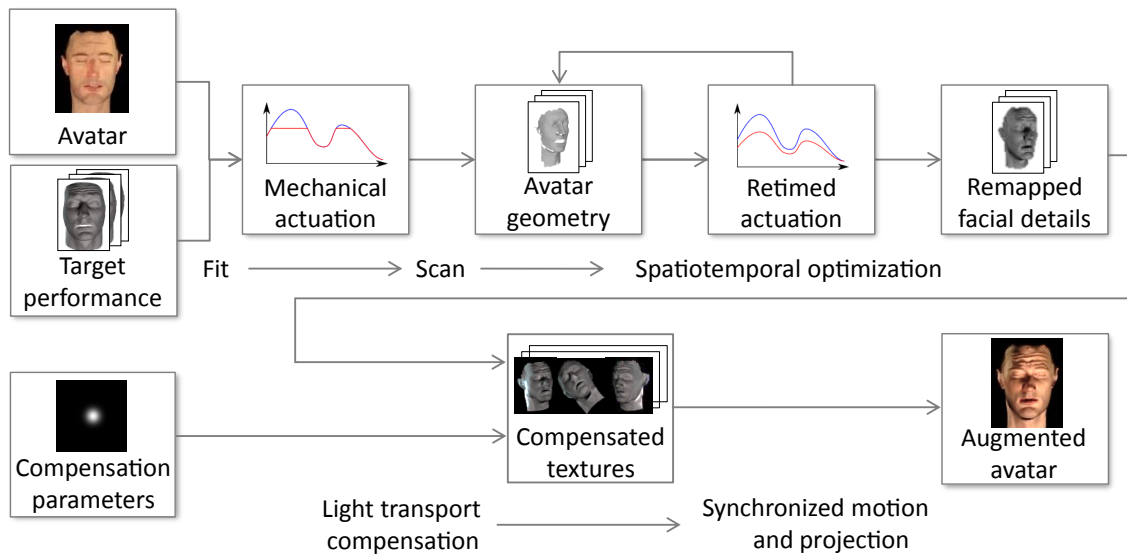 Avatar
Target
performance
Mechanical
actuation
Avatar
geometry
Retimed
actuation
Remapped
facial details
Fit
Scan
Spatiotemporal optimization
Compensation
parameters
Compensated
textures
Augmented
avatar
Light transport
compensation
Synchronized motion
and projection